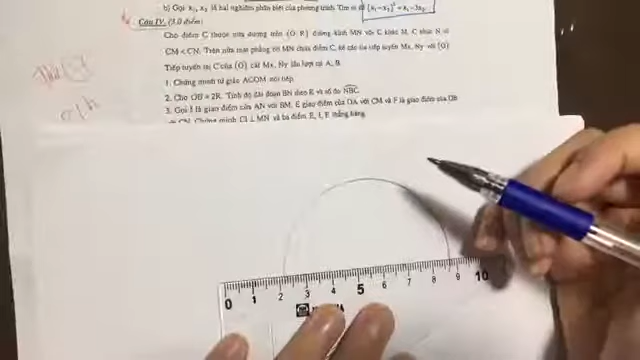 b) Gọi x₁, x₂ là hai nghiệm phân biệt của phương trình. Tìm m để (x₁ - x₂)² = x₁ - 3x₂.
Câu IV. (3,0 điểm)
Cho điểm C thuộc nửa đường tròn (O; R) đường kính MN với C khác M, C khác N và
CM < CN. Trên nửa mặt phẳng bờ MN chứa điểm C, kẻ các tia tiếp tuyến Mx, Ny với (O)
Tiếp tuyến tại C của (O) cắt Mx, Ny lần lượt tại A, B.
1. Chứng minh tứ giác ACOM nội tiếp.
2. Cho OB = 2R. Tính độ dài đoạn BN theo R và số đo NBC.
3. Gọi I là giao điểm của AN với BM, E giao điểm của OA với CM và F là giao điểm của OB
CN. Chứng minh CI ⊥ MN và ba điểm E, I, F thẳng hàng.
0 1 2 3 4 5 6 7 8 9 10